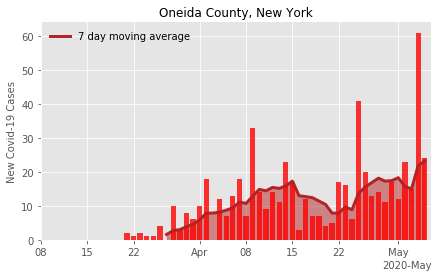 Oneida County, New York
7 day moving average
New Covid-19 Cases
60
50
40
30
20
10
0
08 15 22 Apr 08 15 22 May
2020-May